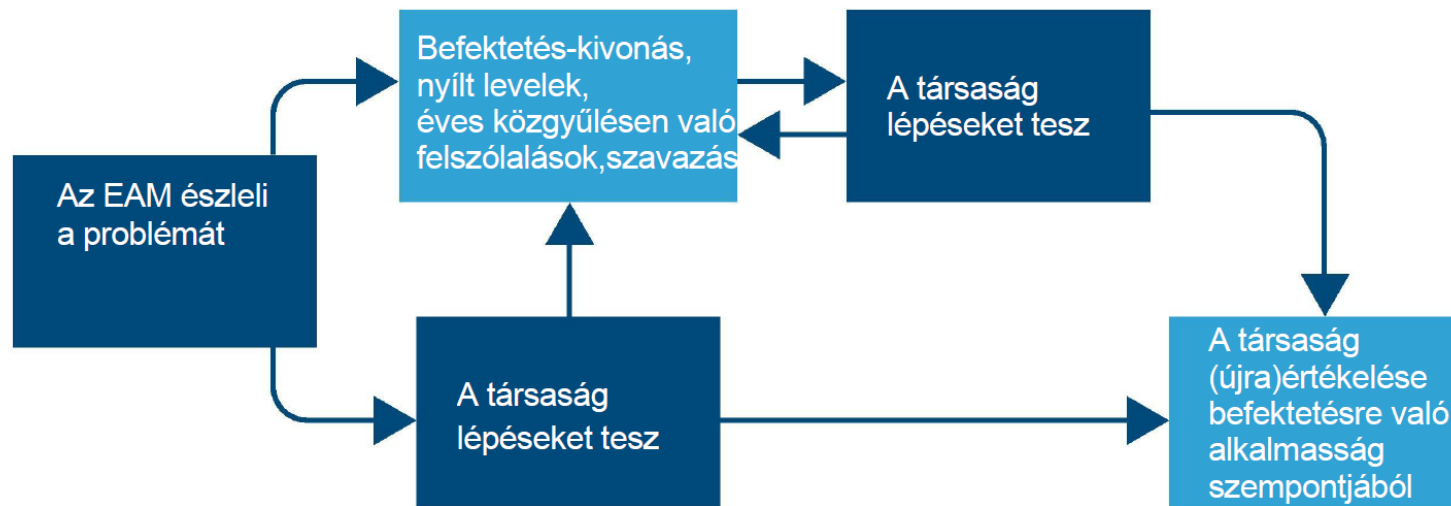 Az EAM észleli
a problémát
Befektetés-kivonás,
nyílt levelek,
éves közgyűlésen való
felszólalások,szavazás
A társaság
lépéseket tesz
A társaság
lépéseket tesz
A társaság
(újra)értékelése
befektetésre való
alkalmasság
szempontjából